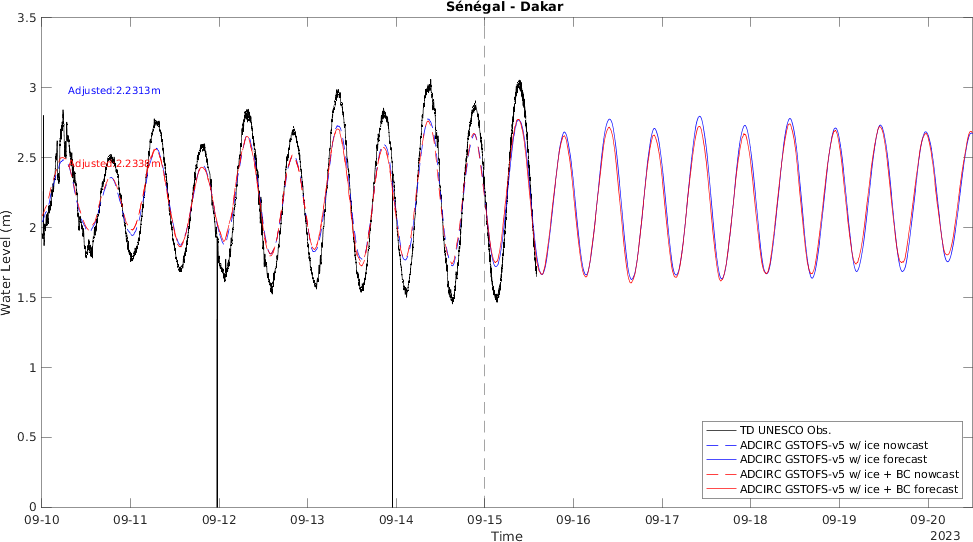 Sénégal - Dakar
3.5
3
2.5
2
1.5
1
0.5
0
Water Level (m)
Adjusted:2.2313m
Adjusted:2.2338m
TD UNESCO Obs.
ADCIRC GSTOFS-v5 w/ ice nowcast
ADCIRC GSTOFS-v5 w/ ice forecast
ADCIRC GSTOFS-v5 w/ ice + BC nowcast
ADCIRC GSTOFS-v5 w/ ice + BC forecast
09-10 09-11 09-12 09-13 09-14 09-15 09-16 09-17 09-18 09-19 09-20
Time
2023